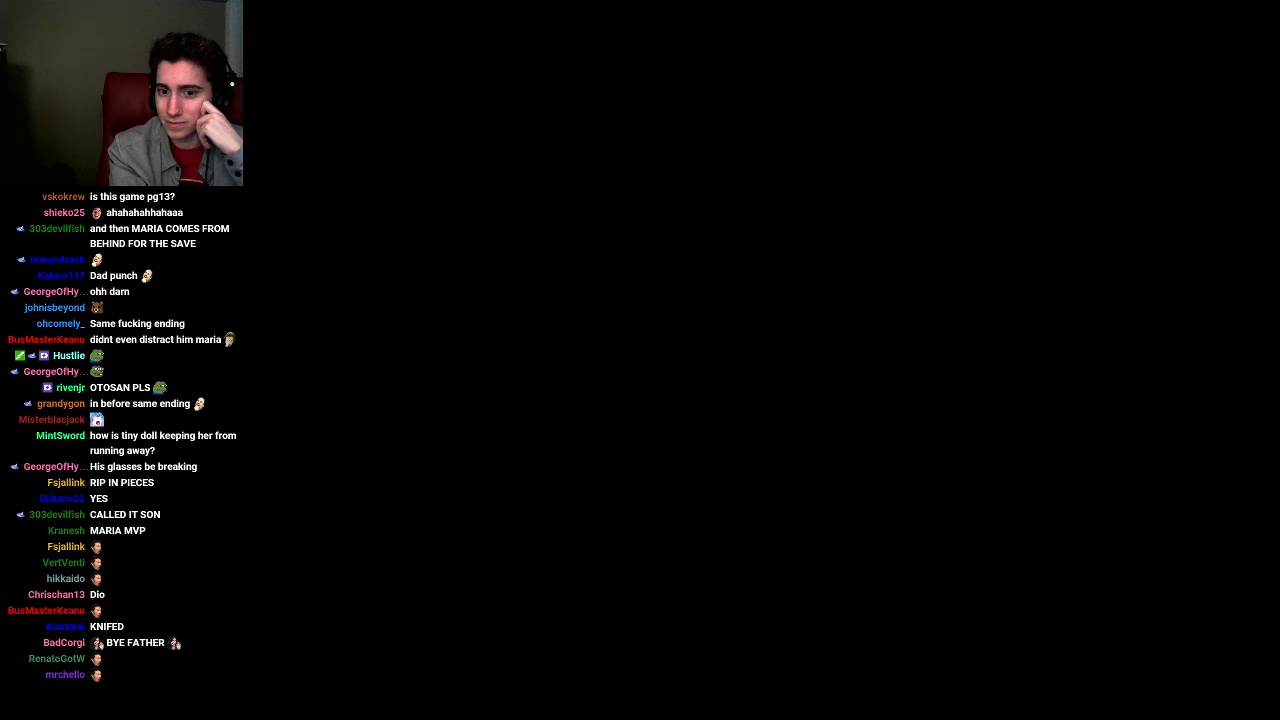 vskokrew is this game pg13?
shieko25 ahahahahhahaaa
303devilfish and then MARIA COMES FROM
BEHIND FOR THE SAVE
Dad punch
GeorgeOfHy... ohh darn
johnisbeyond
ohcomely_ Same fucking ending
BusMasterKeanu didnt even distract him maria
Hustlie
GeorgeOfHy...
rivenjr OTOSAN PLS
grandygon in before same ending
Misterblacjack
MintSword how is tiny doll keeping her from
running away?
GeorgeOfHy... His glasses be breaking
Fsjallink RIP IN PIECES
YES
303devilfish CALLED IT SON
Kranesh MARIA MVP
Fsjallink
VertVenti
hikkaido
Chrischan13 Dio
BusMasterKeanu
KNIFED
BadCorgi BYE FATHER
RenatoGotW
mrchello